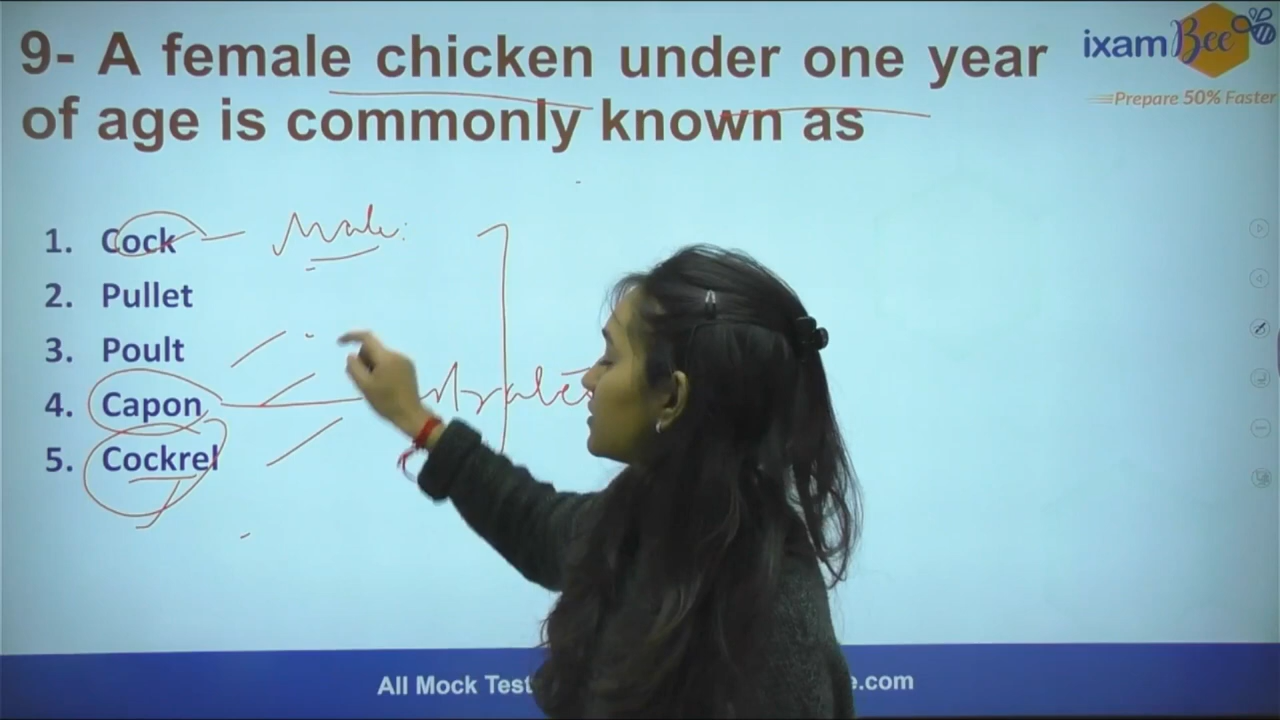 9- A female chicken under one year
of age is commonly known as
ixamBee
Prepare 50% Faster
1. Cock
Male
2. Pullet
3. Poult
4. Capon
5. Cockrel
All Mock Test
.com